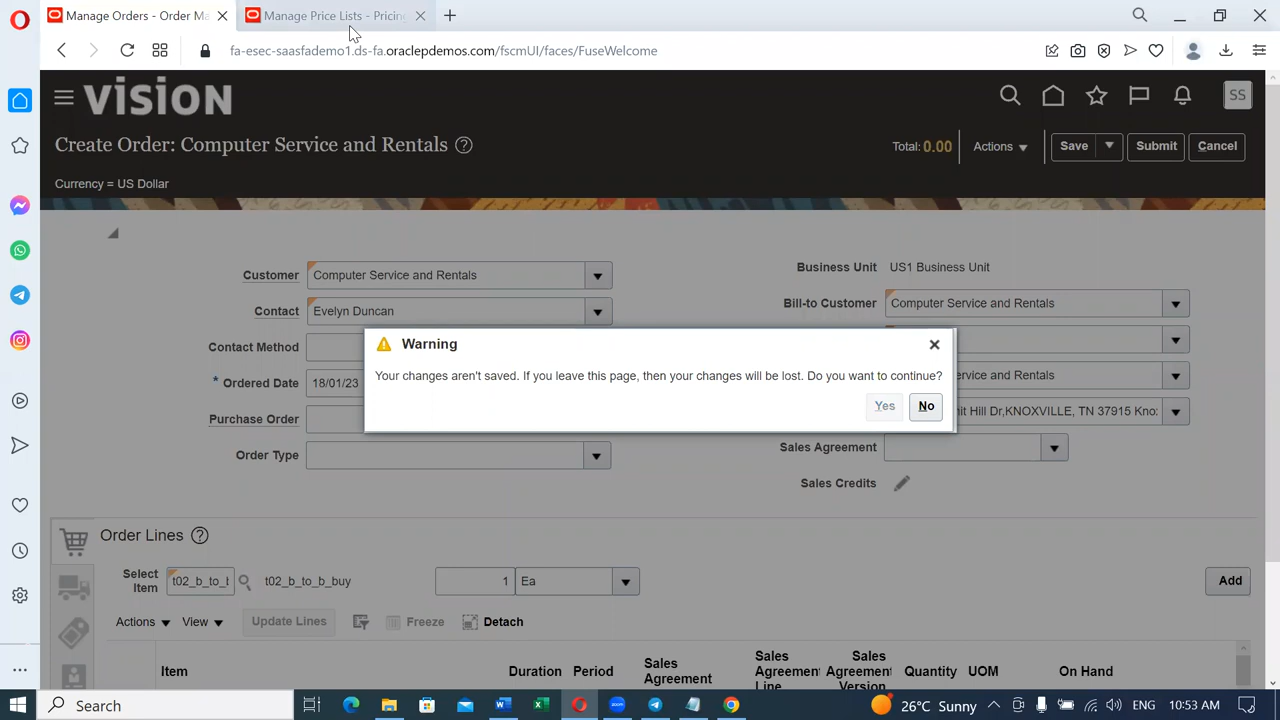 Manage Orders - Order Ma
Manage Price Lists - Pricing
fa-esec-saasfademo1.ds-fa.oraclepdemos.com/fscmUI/faces/FuseWelcome
VISION
SS
Create Order: Computer Service and Rentals
Total: 0.00
Actions
Save
Submit
Cancel
Currency = US Dollar
Customer
Computer Service and Rentals
Business Unit
US1 Business Unit
Contact
Evelyn Duncan
Bill-to Customer
Computer Service and Rentals
Contact Method
* Ordered Date
18/01/23
ervice and Rentals
Purchase Order
nit Hill Dr,KNOXVILLE, TN 37915 Kno:
Order Type
Sales Agreement
Sales Credits
Warning
Your changes aren't saved. If you leave this page, then your changes will be lost. Do you want to continue?
Yes
No
Order Lines
Select Item
t02_b_to_b
t02_b_to_b_buy
1
Ea
Add
Actions
View
Update Lines
Freeze
Detach
Item
Duration
Period
Sales Agreement
Sales Agreement Line
Sales Agreement Version
Quantity
UOM
On Hand
Search
26°C Sunny
10:53 AM